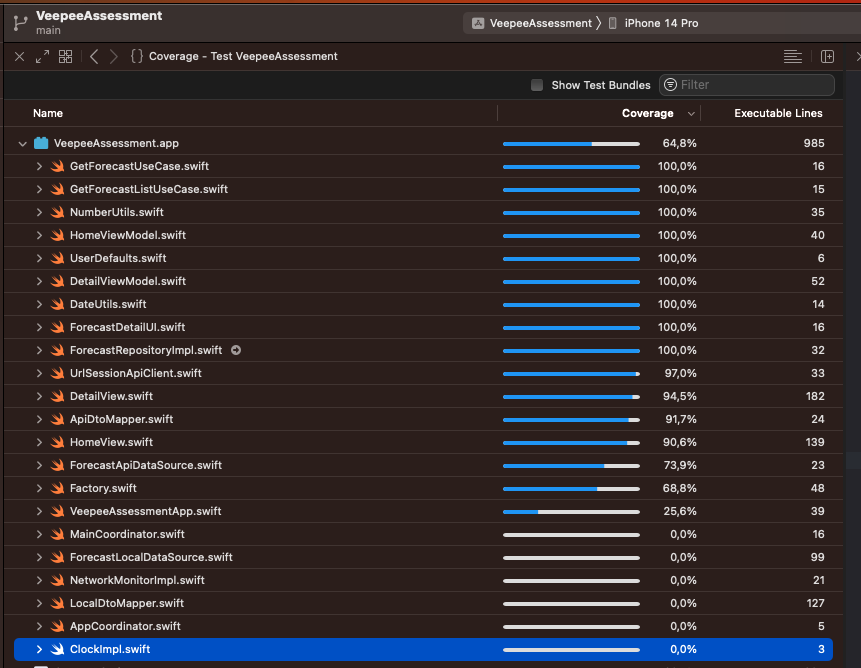 VeepeeAssessment
main
VeepeeAssessment 〉 iPhone 14 Pro
{} Coverage - Test VeepeeAssessment
Show Test Bundles Filter
Name Coverage Executable Lines
VeepeeAssessment.app 64,8% 985
GetForecastUseCase.swift 100,0% 16
GetForecastListUseCase.swift 100,0% 15
NumberUtils.swift 100,0% 35
HomeViewModel.swift 100,0% 40
UserDefaults.swift 100,0% 6
DetailViewModel.swift 100,0% 52
DateUtils.swift 100,0% 14
ForecastDetailUI.swift 100,0% 16
ForecastRepositoryImpl.swift 100,0% 32
UrlSessionApiClient.swift 97,0% 33
DetailView.swift 94,5% 182
ApiDtoMapper.swift 91,7% 24
HomeView.swift 90,6% 139
ForecastApiDataSource.swift 73,9% 23
Factory.swift 68,8% 48
VeepeeAssessmentApp.swift 25,6% 39
MainCoordinator.swift 0,0% 16
ForecastLocalDataSource.swift 0,0% 99
NetworkMonitorImpl.swift 0,0% 21
LocalDtoMapper.swift 0,0% 127
AppCoordinator.swift 0,0% 5
ClockImpl.swift 0,0% 3